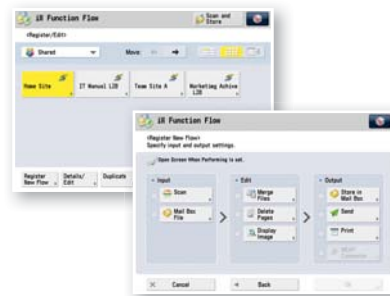 iR Function Flow
Scan and
Store
<Register/Edit>
Shared
Move:
Home Site
IT Manual LIB
Team Site A
Marketing Achive
LIB
Register
New Flow
Details/
Edit
Duplicate
iR Function Flow
<Register New Flow>
Specify input and output settings.
Open Screen When Performing is set.
Input
Edit
Output
Scan
Mail Box
File
Merge
Files
Delete
Pages
Display
Image
Store in
Mail Box
Send
Print
Cancel
Back